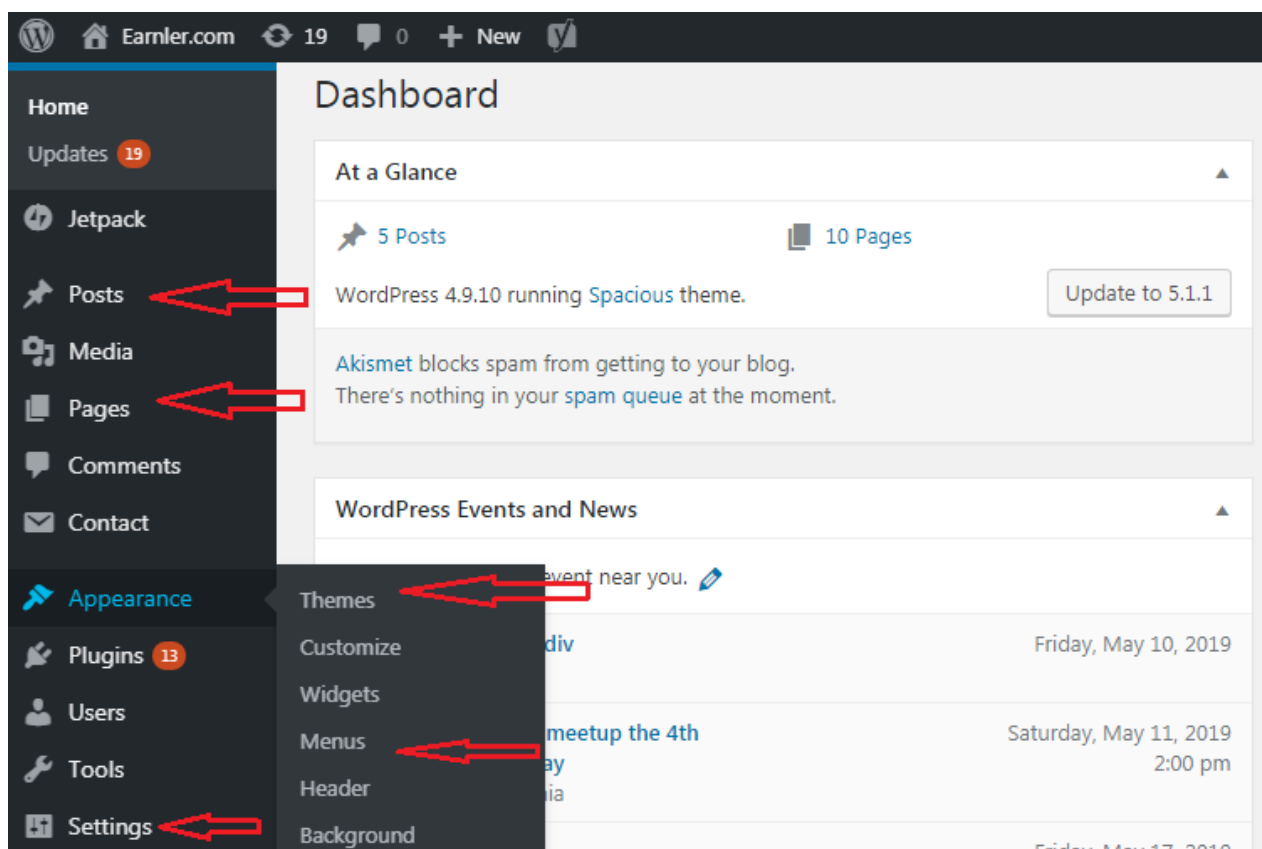 Earnler.com 19 0 + New
Home
Updates 19
Jetpack
Posts
Media
Pages
Comments
Contact
Appearance
Plugins 13
Users
Tools
Settings
Themes
Customize
Widgets
Menus
Header
Background
Dashboard
At a Glance
5 Posts 10 Pages
WordPress 4.9.10 running Spacious theme. Update to 5.1.1
Akismet blocks spam from getting to your blog.
There's nothing in your spam queue at the moment.
WordPress Events and News
event near you.
div Friday, May 10, 2019
meetup the 4th Saturday, May 11, 2019
ay 2:00 pm
ia
Friday, May 17, 2019